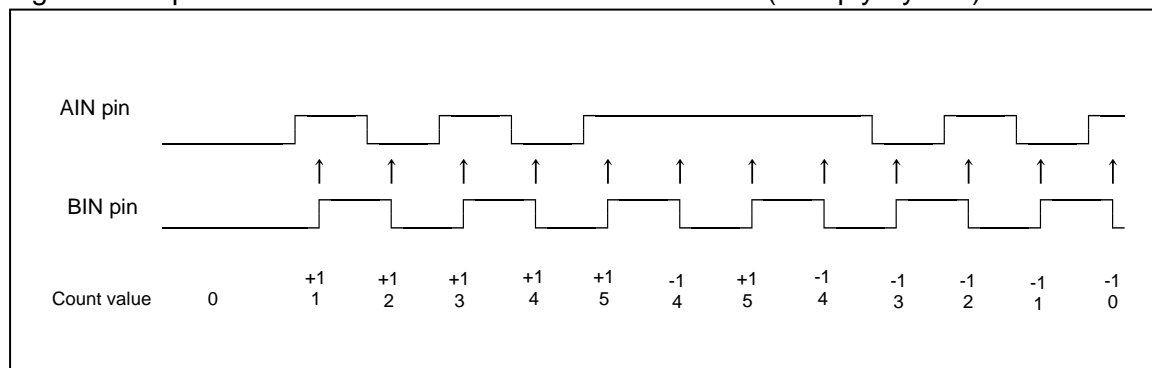 AIN pin
BIN pin
+1 +1 +1 +1 +1 -1 +1 -1 -1 -1 -1 -1
Count value 0 1 2 3 4 5 4 5 4 3 2 1 0